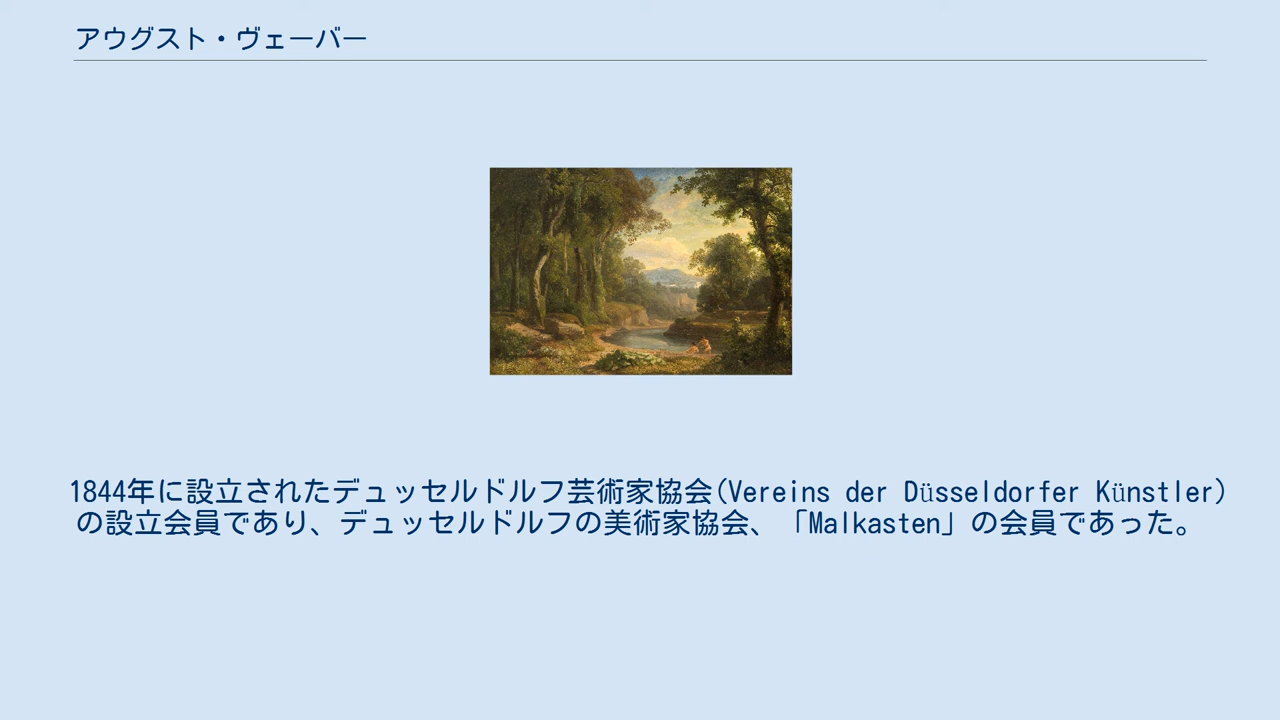 アウグスト・ヴェーバー
1844年に設立されたデュッセルドルフ芸術家協会(Vereins der Düsseldorfer Künstler)
の設立会員であり、デュッセルドルフの美術家協会、「Malkasten」の会員であった。